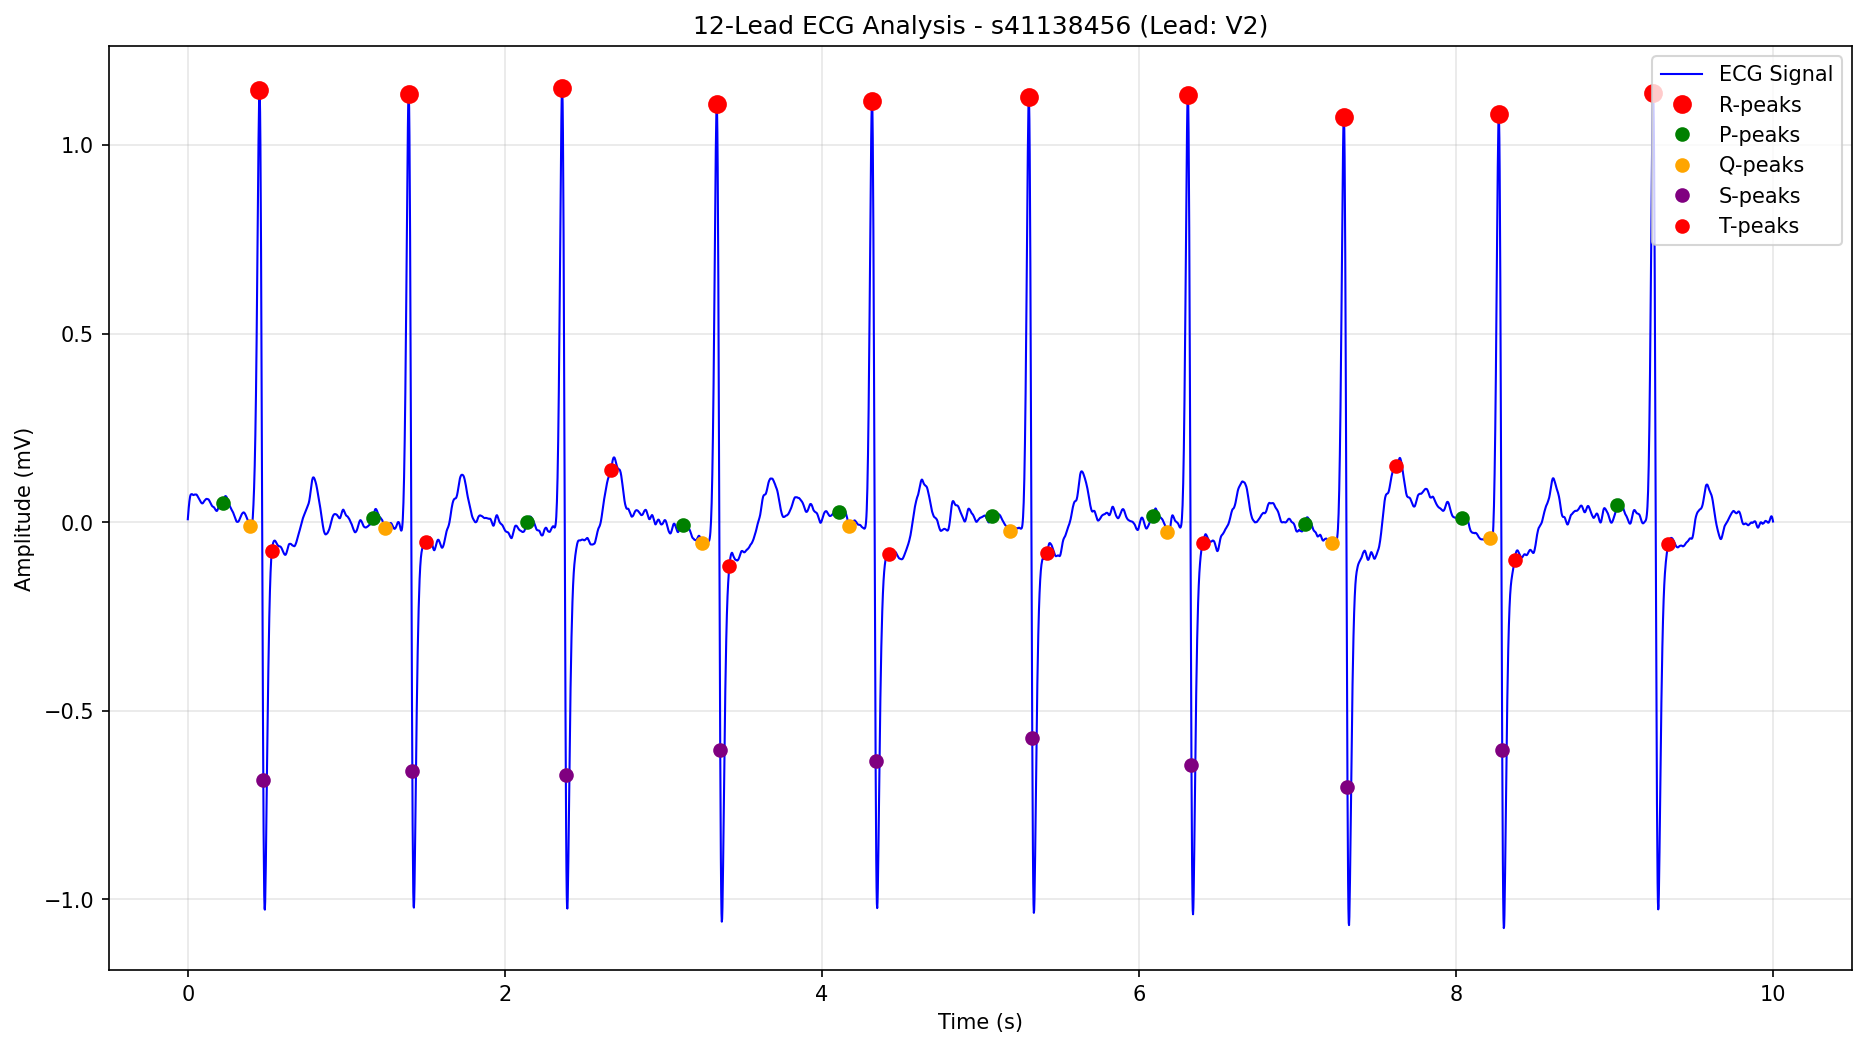 12-Lead ECG Analysis - s41138456 (Lead: V2)
ECG Signal
R-peaks
P-peaks
Q-peaks
S-peaks
T-peaks
Amplitude (mV)
1.0
0.5
0.0
−0.5
−1.0
0 2 4 6 8 10
Time (s)